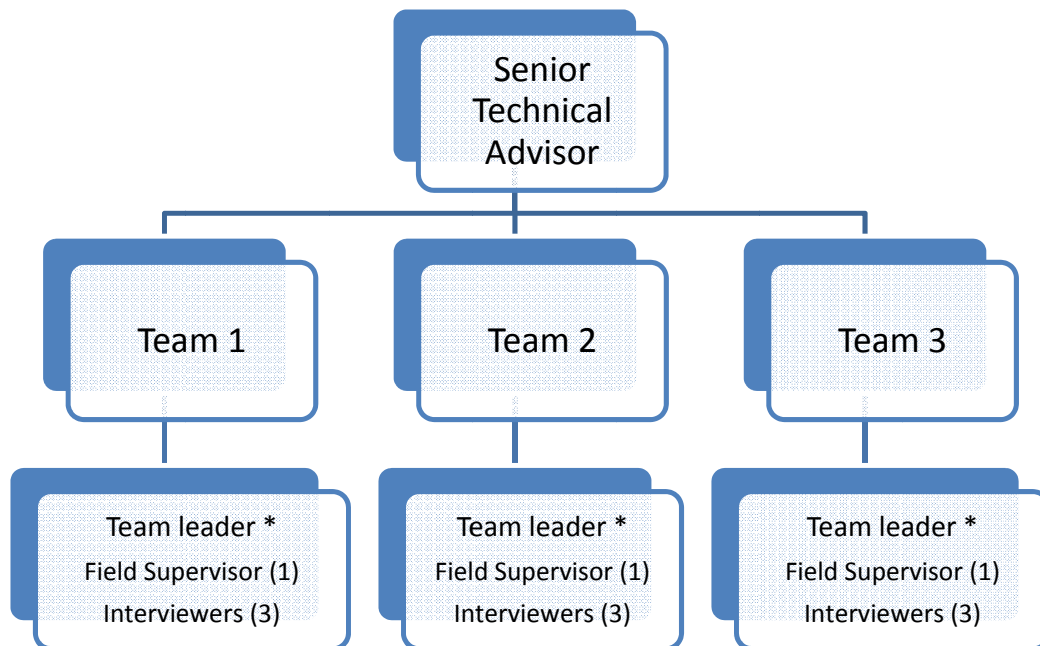 Senior
Technical
Advisor
Team 1
Team 2
Team 3
Team leader *
Field Supervisor (1)
Interviewers (3)
Team leader *
Field Supervisor (1)
Interviewers (3)
Team leader *
Field Supervisor (1)
Interviewers (3)